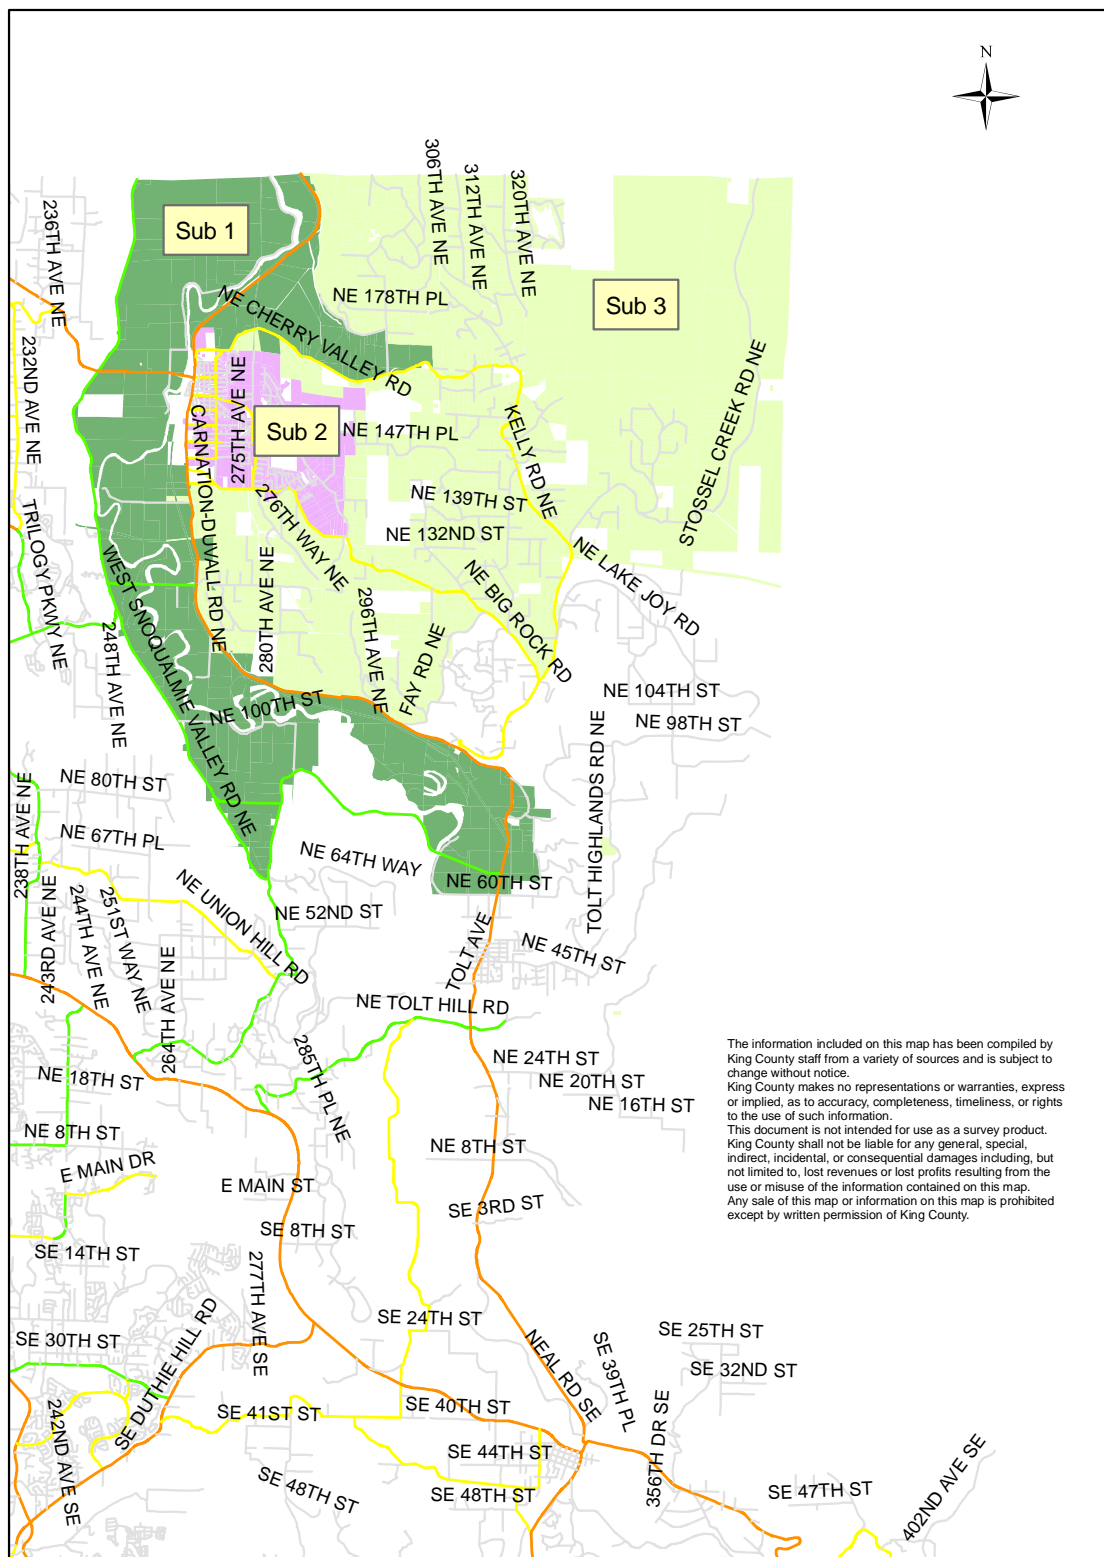 N
306TH AVE NE
312TH AVE NE
320TH AVE NE
236TH AVE NE
Sub 1
NE CHERRY VALLEY RD
NE 178TH PL
Sub 3
232ND AVE NE
275TH AVE NE
CARNATION-DUVALL RD NE
Sub 2
NE 147TH PL
KELLY RD NE
STOSSEL CREEK RD NE
NE 139TH ST
276TH WAY NE
NE 132ND ST
TRILOGY PKWY NE
WEST SNOQUALMIE VALLEY RD NE
280TH AVE NE
296TH AVE NE
NE BIG ROCK RD
NE LAKE JOY RD
248TH AVE NE
FAY RD NE
NE 100TH ST
NE 104TH ST
NE 98TH ST
TOLT HIGHLANDS RD NE
NE 80TH ST
238TH AVE NE
NE 67TH PL
NE 64TH WAY
NE 60TH ST
NE UNION HILL RD
243RD AVE NE
244TH AVE NE
251ST WAY NE
NE 52ND ST
TOLT AVE
NE 45TH ST
264TH AVE NE
NE TOLT HILL RD
285TH PL NE
NE 18TH ST
NE 24TH ST
NE 20TH ST
NE 16TH ST
NE 8TH ST
NE 8TH ST
E MAIN DR
E MAIN ST
SE 3RD ST
SE 8TH ST
SE 14TH ST
277TH AVE SE
SE 24TH ST
SE 30TH ST
SE DUTHIE HILL RD
NEAL RD SE
SE 39TH PL
SE 25TH ST
SE 32ND ST
242ND AVE SE
SE 41ST ST
SE 40TH ST
356TH DR SE
SE 44TH ST
SE 48TH ST
SE 48TH ST
SE 47TH ST
402ND AVE SE
The information included on this map has been compiled by
King County staff from a variety of sources and is subject to
change without notice.
King County makes no representations or warranties, express
or implied, as to accuracy, completeness, timeliness, or rights
to the use of such information.
This document is not intended for use as a survey product.
King County shall not be liable for any general, special,
indirect, incidental, or consequential damages including, but
not limited to, lost revenues or lost profits resulting from the
use or misuse of the information contained on this map.
Any sale of this map or information on this map is prohibited
except by written permission of King County.